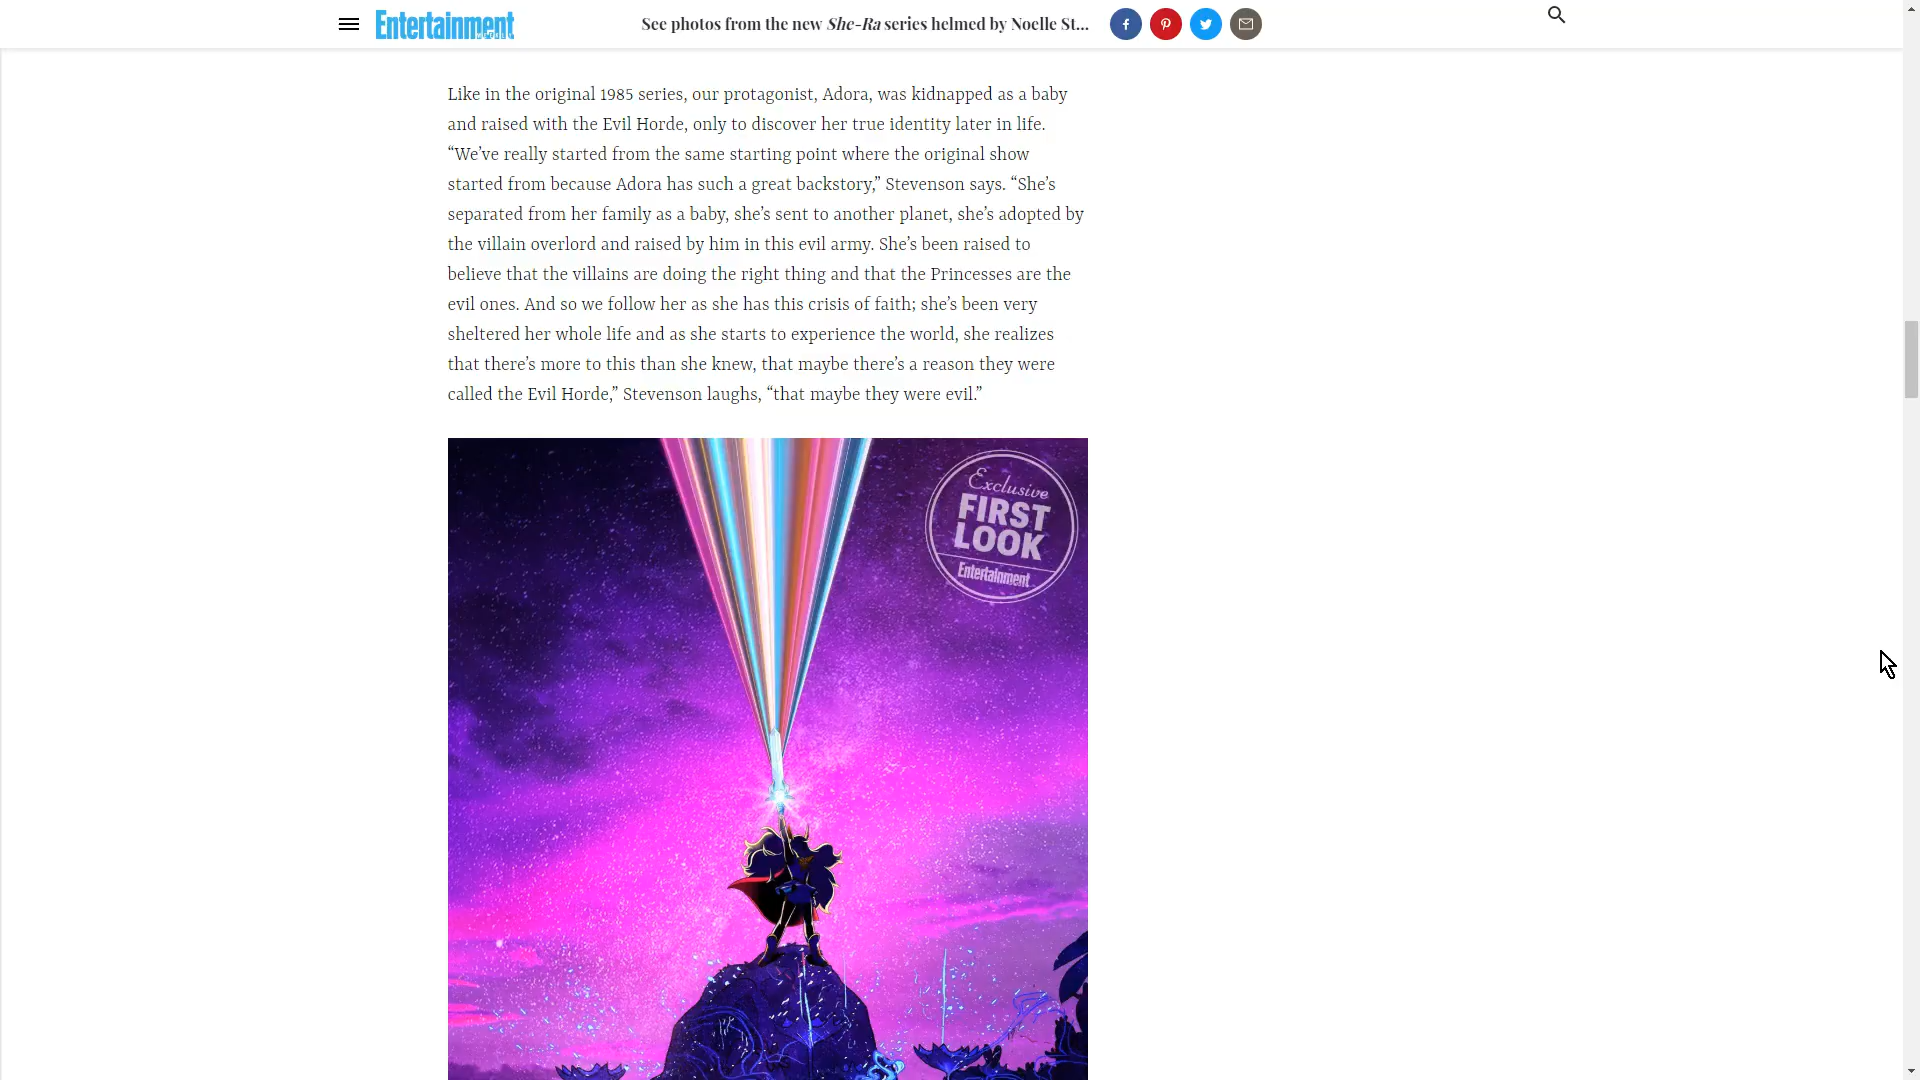 Entertainment
See photos from the new She-Ra series helmed by Noelle St...
Like in the original 1985 series, our protagonist, Adora, was kidnapped as a baby
and raised with the Evil Horde, only to discover her true identity later in life.
“We’ve really started from the same starting point where the original show
started from because Adora has such a great backstory,” Stevenson says. “She’s
separated from her family as a baby, she’s sent to another planet, she’s adopted by
the villain overlord and raised by him in this evil army. She’s been raised to
believe that the villains are doing the right thing and that the Princesses are the
evil ones. And so we follow her as she has this crisis of faith; she’s been very
sheltered her whole life and as she starts to experience the world, she realizes
that there’s more to this than she knew, that maybe there’s a reason they were
called the Evil Horde,” Stevenson laughs, “that maybe they were evil.”
Exclusive
FIRST
LOOK
Entertainment